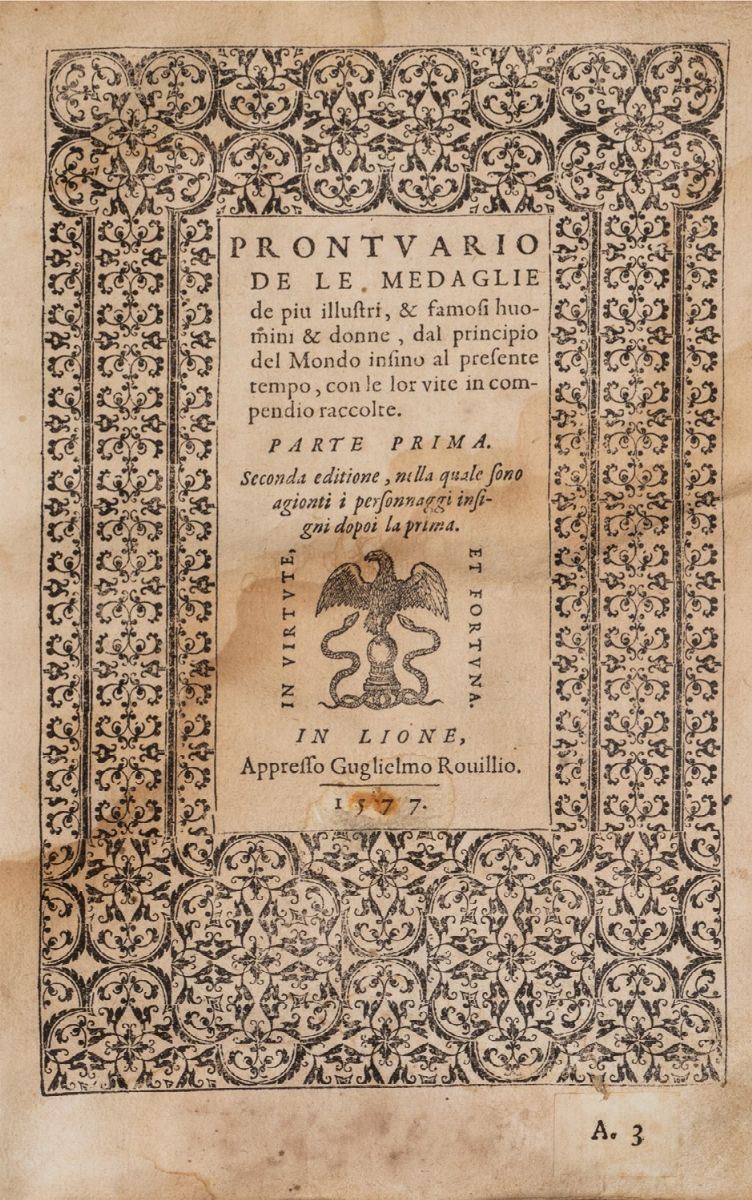 PRONTVARIO
DE LE MEDAGLIE
de piu illuſtri, & famoſi huo-
m̃ini & donne, dal principio
del Mondo inſino al preſente
tempo, con le lor vite in com-
pendio raccolte.
PARTE PRIMA.
Seconda editione, nella quale ſono
agionti i perſonnaggi inſi-
gni dopoi la prima.
IN VIRTVTE,
ET FORTVNA.
IN LIONE,
Appreſſo Guglielmo Rouillio.
1577.
A. 3